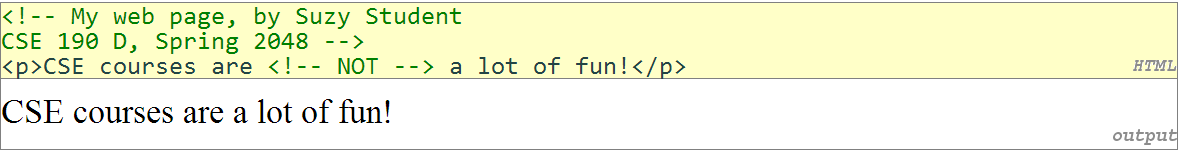 <!-- My web page, by Suzy Student
CSE 190 D, Spring 2048 -->
<p>CSE courses are <!-- NOT --> a lot of fun!</p>
HTML
CSE courses are a lot of fun!
output